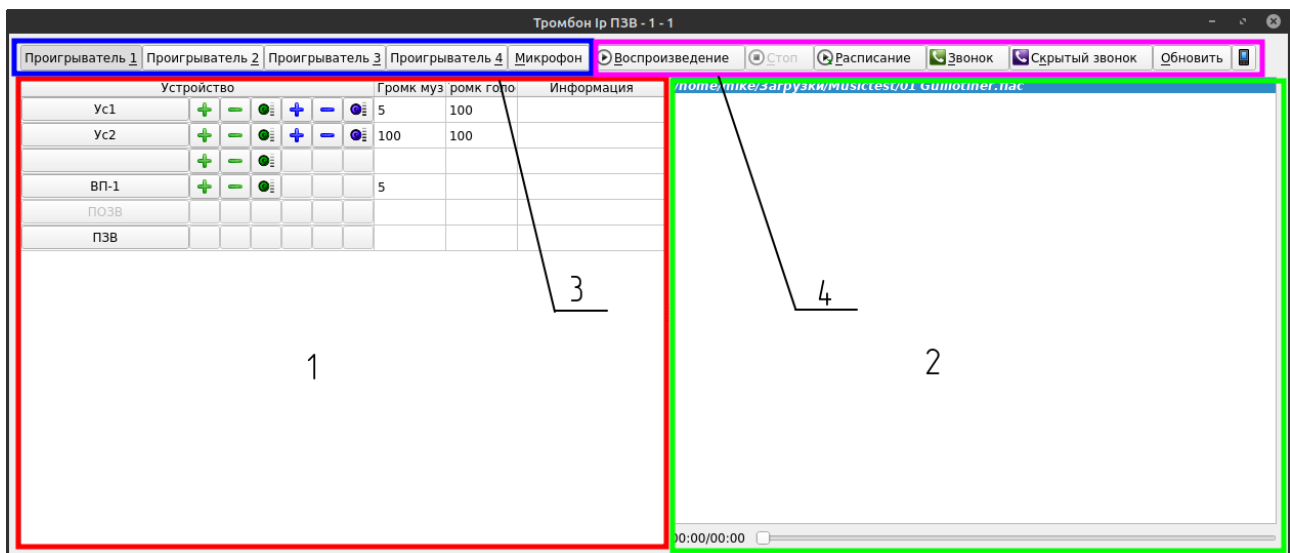 Тромбон Ip ПЗВ - 1 - 1
Проигрыватель 1 Проигрыватель 2 Проигрыватель 3 Проигрыватель 4 Микрофон Воспроизведение Стоп Расписание Звонок Скрытый звонок Обновить
Устройство Громк муз ромк голо Информация
/home/mike/Загрузки/Musictest/01 Guillotiner.flac
Ус1 5 100
Ус2 100 100
ВП-1 5
ПОЗВ
ПЗВ
3
4
1
2
00:00/00:00